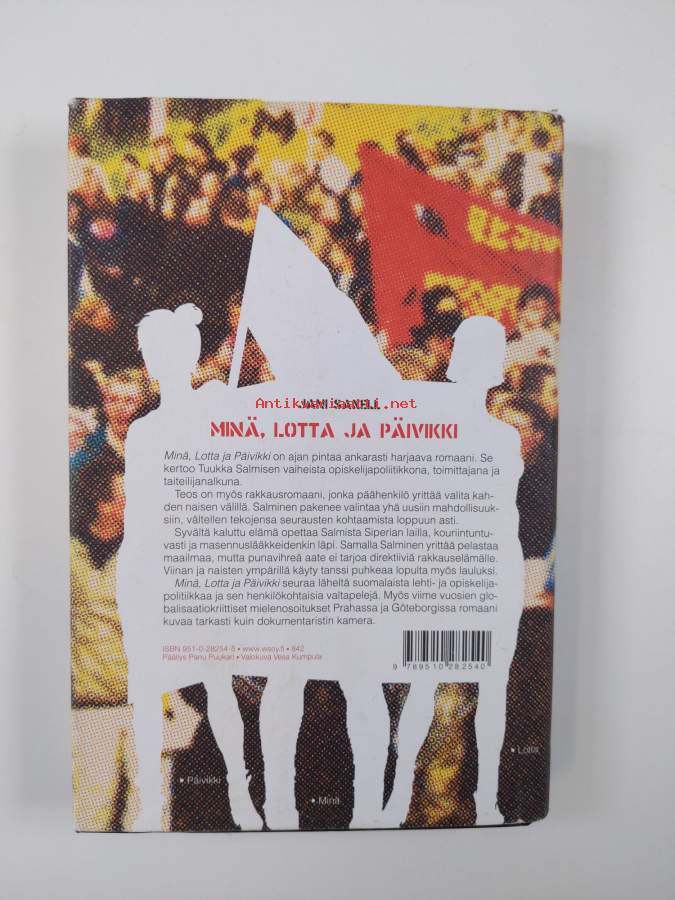 JANI SAXELL
Antikvariaatti.net
MINÄ, LOTTA JA PÄIVIKKI
Minä, Lotta ja Päivikki on ajan pintaa ankarasti harjaava romaani. Se
kertoo Tuukka Salmisen vaiheista opiskelijapoliitikkona, toimittajana ja
taiteilijanalkuna.
Teos on myös rakkausromaani, jonka päähenkilö yrittää valita kah-
den naisen välillä. Salminen pakenee valintaa yhä uusiin mahdollisuuk-
siin, vältellen tekojensa seurausten kohtaamista loppuun asti.
Syvältä kaluttu elämä opettaa Salmista Siperian lailla, kouriintuntu-
vasti ja masennuslääkkeidenkin läpi. Samalla Salminen yrittää pelastaa
maailmaa, mutta punavihreä aate ei tarjoa direktiiviä rakkauselämälle.
Viinan ja naisten ympärillä käyty tanssi puhkeaa lopulta myös lauluksi.
Minä, Lotta ja Päivikki seuraa läheltä suomalaista lehti- ja opiskelija-
politiikkaa ja sen henkilökohtaisia valtapelejä. Myös viime vuosien glo-
balisaatiokriittiset mielenosoitukset Prahassa ja Göteborgissa romaani
kuvaa tarkasti kuin dokumentaristin kamera.
ISBN 951-0-28254-5 • www.wsoy.fi • 842
Päällys Panu Puukari • Valokuva Vesa Kumpula
9 789510 282540
• Lotta
• Päivikki
• Minä